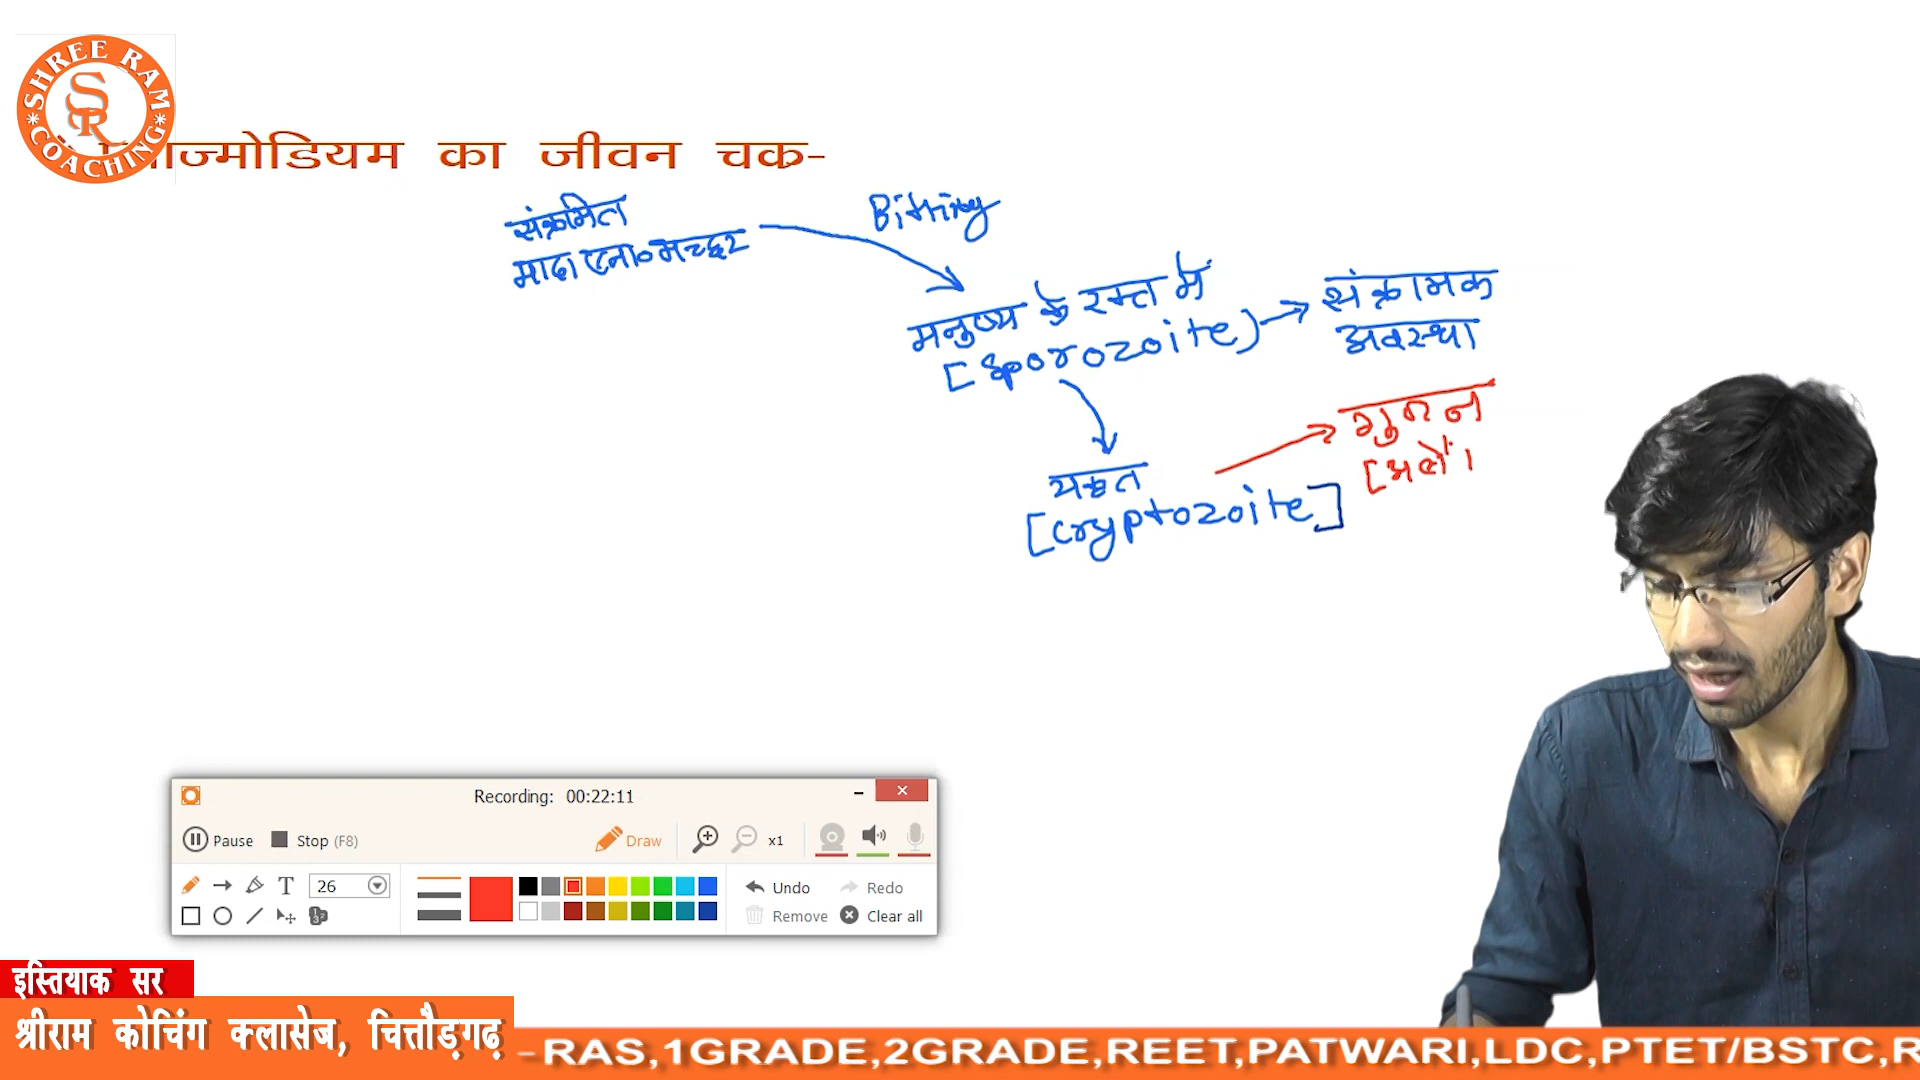 SHREE RAM
SR
COACHING
ाज्मोडियम का जीवन चक-
संक्रमित
मादा एना० मच्छर
Bitting
मनुष्य के रक्त में
[Sporozoite)
संक्रामक
अवस्था
यकृत
[Cryptozoite]
गुणन
[अलैं
Recording: 00:22:11
Pause
Stop (F8)
Draw
x1
T
26
Undo
Redo
Remove
Clear all
इस्तियाक सर
श्रीराम कोचिंग क्लासेज, चित्तौड़गढ़
-RAS,1GRADE,2GRADE,REET,PATWARI,LDC,PTET/BSTC,R